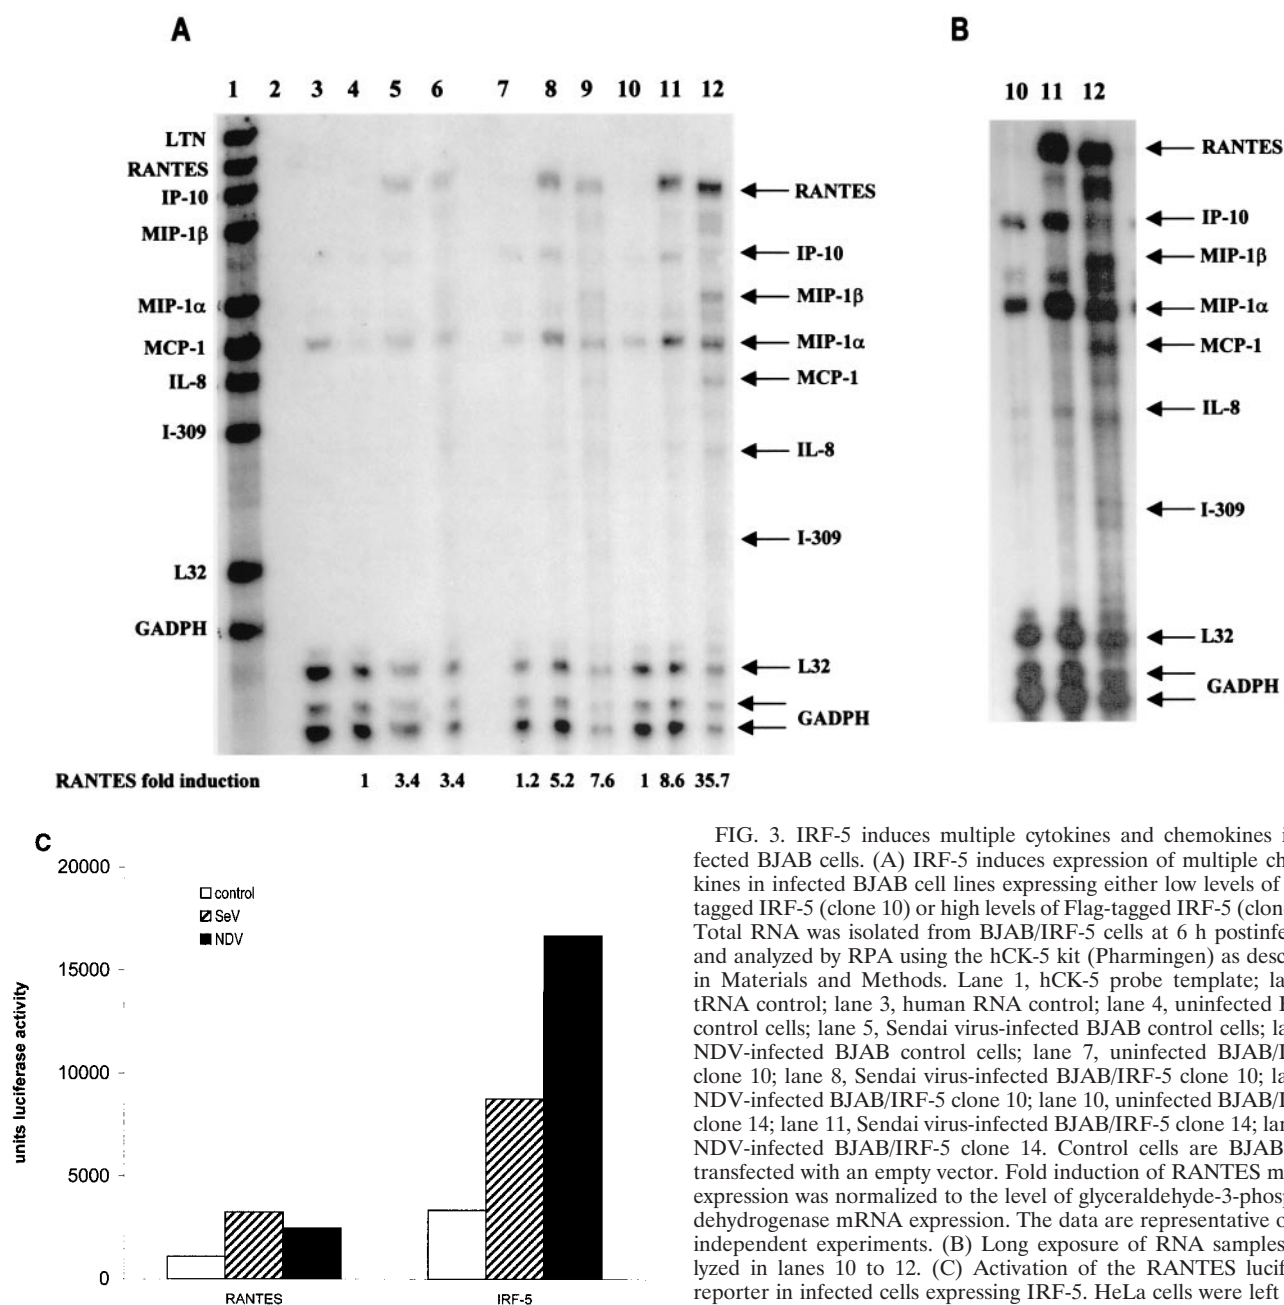 A
B
1 2 3 4 5 6 7 8 9 10 11 12
10 11 12
LTN
RANTES
IP-10
MIP-1β
MIP-1α
MCP-1
IL-8
I-309
L32
GADPH
RANTES
IP-10
MIP-1β
MIP-1α
MCP-1
IL-8
I-309
L32
GADPH
RANTES
IP-10
MIP-1β
MIP-1α
MCP-1
IL-8
I-309
L32
GADPH
RANTES fold induction 1 3.4 3.4 1.2 5.2 7.6 1 8.6 35.7
C
20000
15000
10000
5000
0
units luciferase activity
control
SeV
NDV
RANTES
IRF-5
FIG. 3. IRF-5 induces multiple cytokines and chemokines i
fected BJAB cells. (A) IRF-5 induces expression of multiple ch
kines in infected BJAB cell lines expressing either low levels of
tagged IRF-5 (clone 10) or high levels of Flag-tagged IRF-5 (clon
Total RNA was isolated from BJAB/IRF-5 cells at 6 h postinfe
and analyzed by RPA using the hCK-5 kit (Pharmingen) as desc
in Materials and Methods. Lane 1, hCK-5 probe template; la
tRNA control; lane 3, human RNA control; lane 4, uninfected
control cells; lane 5, Sendai virus-infected BJAB control cells; la
NDV-infected BJAB control cells; lane 7, uninfected BJAB/I
clone 10; lane 8, Sendai virus-infected BJAB/IRF-5 clone 10; la
NDV-infected BJAB/IRF-5 clone 10; lane 10, uninfected BJAB/I
clone 14; lane 11, Sendai virus-infected BJAB/IRF-5 clone 14; lan
NDV-infected BJAB/IRF-5 clone 14. Control cells are BJAB
transfected with an empty vector. Fold induction of RANTES m
expression was normalized to the level of glyceraldehyde-3-phosp
dehydrogenase mRNA expression. The data are representative o
independent experiments. (B) Long exposure of RNA samples
lyzed in lanes 10 to 12. (C) Activation of the RANTES lucif
reporter in infected cells expressing IRF-5. HeLa cells were left